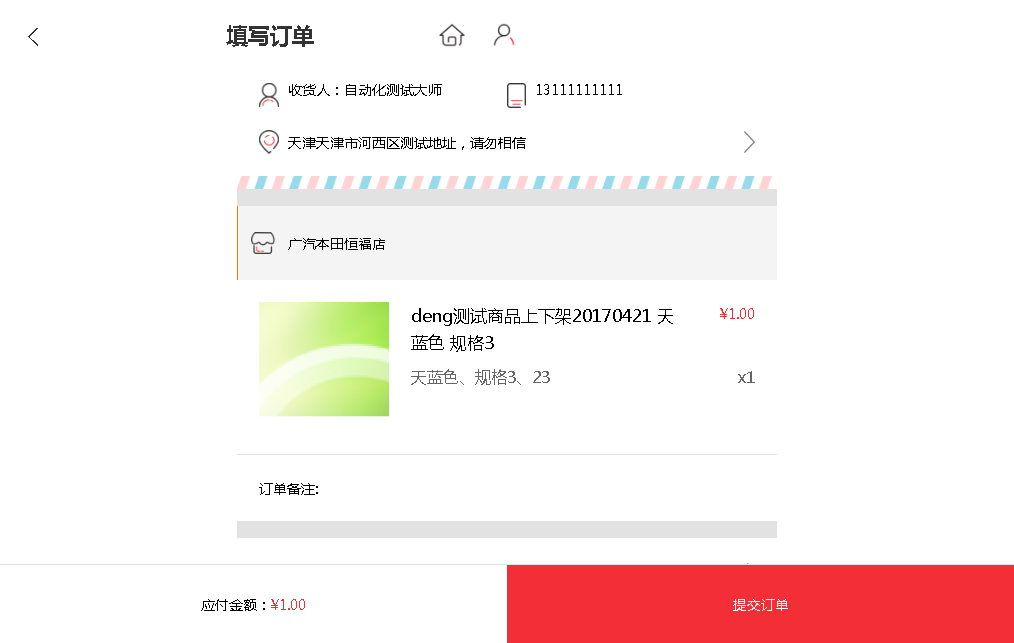 填写订单
收货人：自动化测试大师
13111111111
天津天津市河西区测试地址，请勿相信
广汽本田恒福店
deng测试商品上下架20170421 天
蓝色 规格3
¥1.00
天蓝色、规格3、23
x1
订单备注:
应付金额：¥1.00
提交订单